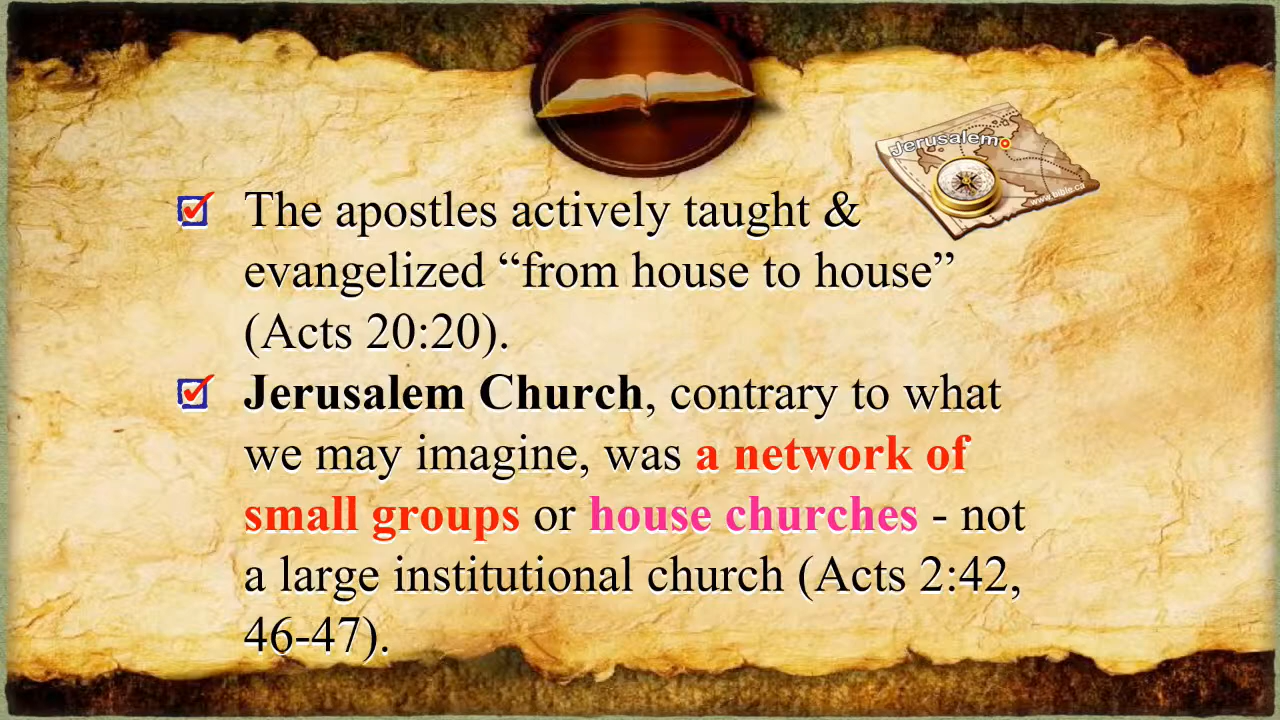 Jerusalem
www.bible.ca
The apostles actively taught &
evangelized “from house to house”
(Acts 20:20).
Jerusalem Church, contrary to what
we may imagine, was a network of
small groups or house churches - not
a large institutional church (Acts 2:42,
46-47).